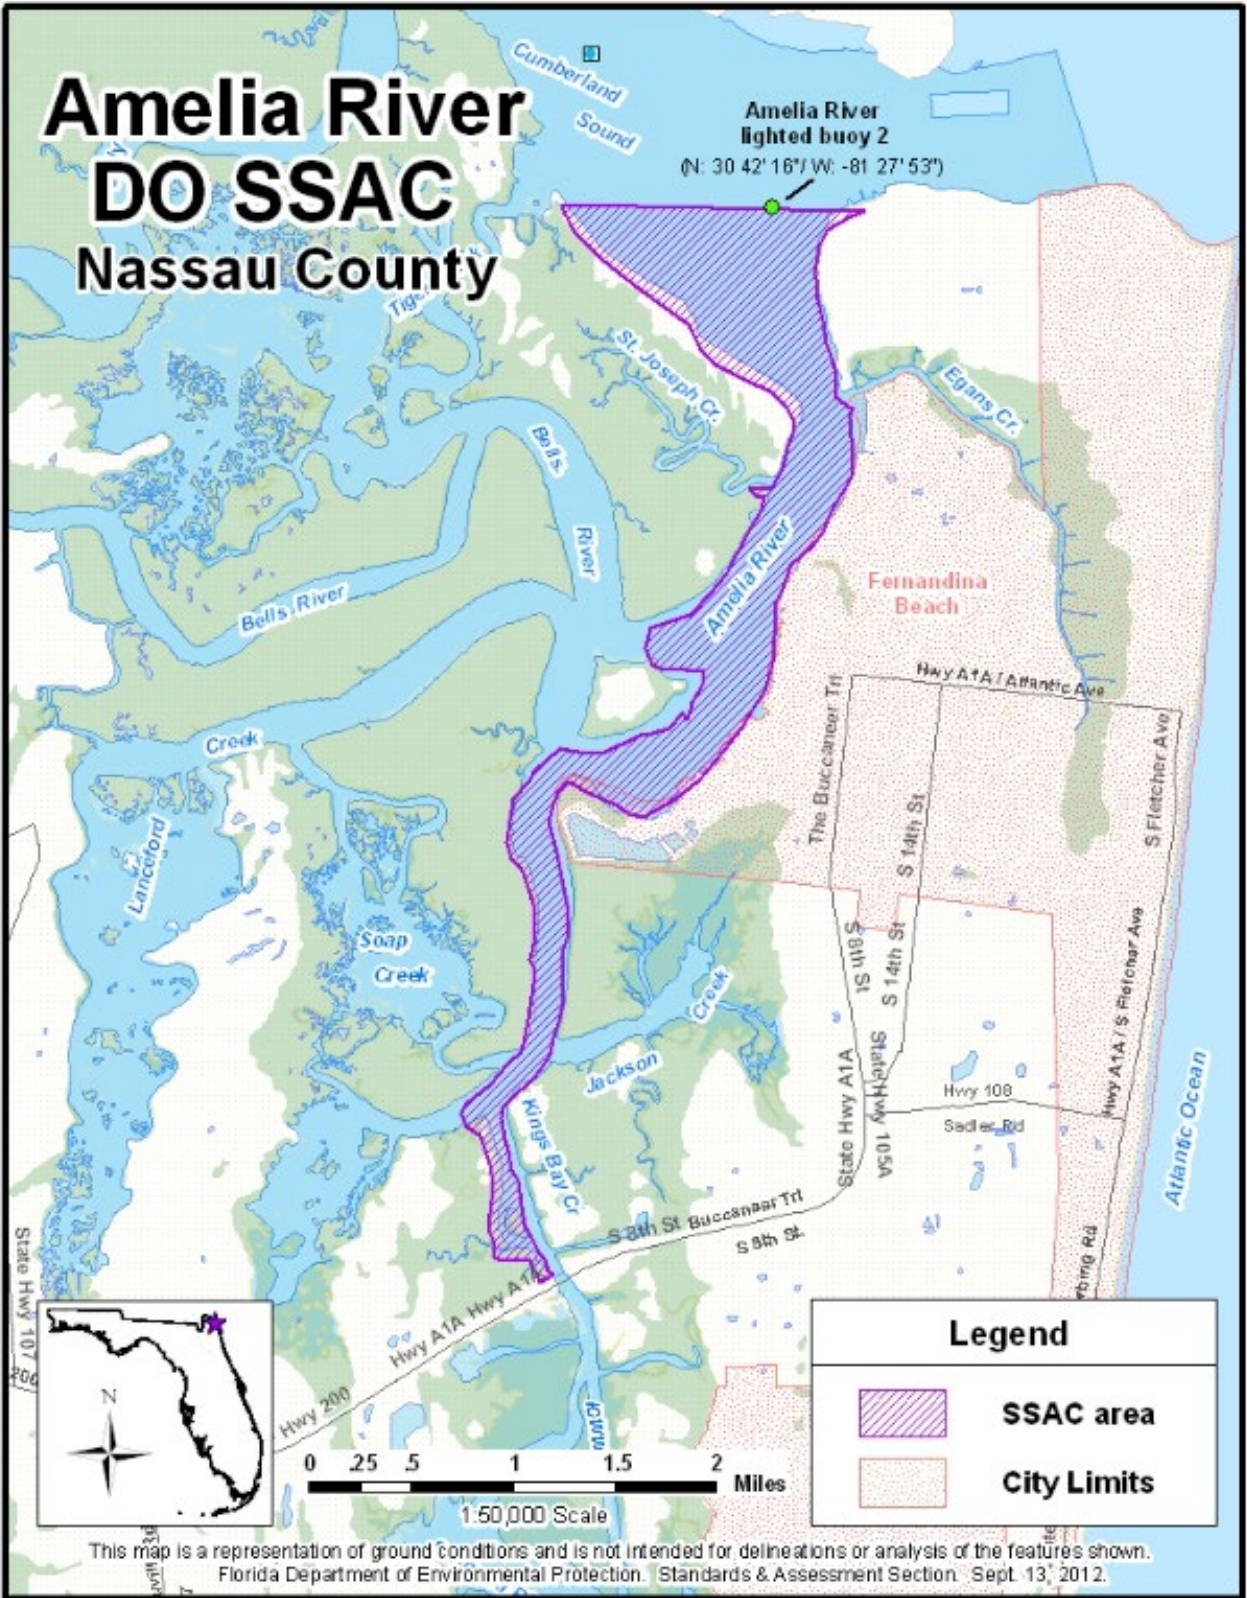 Amelia River
DO SSAC
Nassau County
Cumberland
Sound
Amelia River
lighted buoy 2
(N: 30 42' 16"/ W: -81 27' 53")
St. Joseph Cr.
Egans Cr.
Bells
River
Bells River
Amelia River
Fernandina
Beach
Hwy A1A / Atlantic Ave
The Buccaneer Trl
S 14th St
S Fletcher Ave
Creek
Lanceford
Soap
Creek
S 8th St
S 14th St
Creek
Jackson
Hwy A1A / S Fletcher Ave
State Hwy A1A
State Hwy 105A
Hwy 108
Sadler Rd
Atlantic Ocean
Kings Bay Cr
S 8th St Buccaneer Trl
S 8th St
State Hwy 107
Hwy A1A Hwy A1A
Hwy 200
N
0 .25 .5 1 1.5 2
Miles
1:50,000 Scale
Legend
SSAC area
City Limits
This map is a representation of ground conditions and is not intended for delineations or analysis of the features shown.
Florida Department of Environmental Protection. Standards & Assessment Section. Sept. 13, 2012.